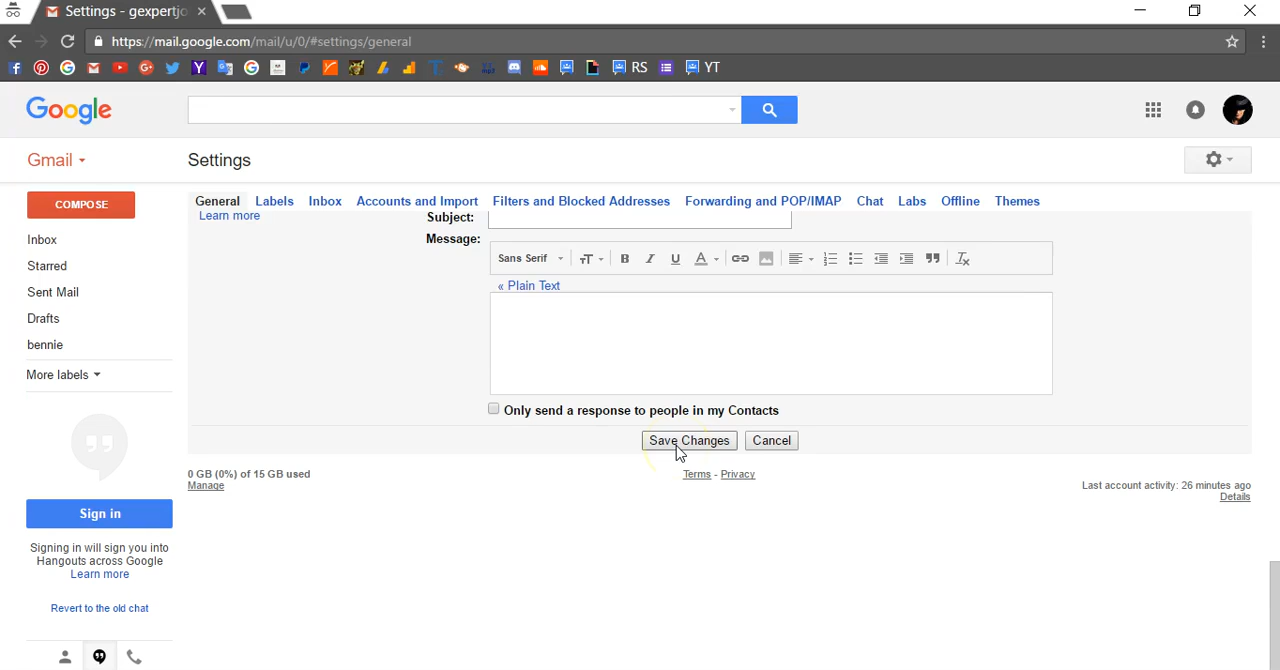 Settings - gexpertjo
https://mail.google.com/mail/u/0/#settings/general
RS
YT
Google
Gmail
Settings
COMPOSE
General Labels Inbox Accounts and Import Filters and Blocked Addresses Forwarding and POP/IMAP Chat Labs Offline Themes
Learn more
Subject:
Message:
Sans Serif
« Plain Text
Only send a response to people in my Contacts
Save Changes Cancel
Inbox
Starred
Sent Mail
Drafts
bennie
More labels
Sign in
Signing in will sign you into
Hangouts across Google
Learn more
Revert to the old chat
0 GB (0%) of 15 GB used
Manage
Terms - Privacy
Last account activity: 26 minutes ago
Details